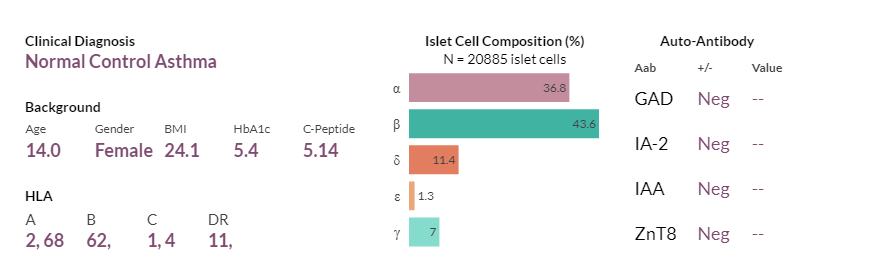 Clinical Diagnosis
Normal Control Asthma
Background
Age Gender BMI HbA1c C-Peptide
14.0 Female 24.1 5.4 5.14
HLA
A B C DR
2, 68 62, 1, 4 11,
Islet Cell Composition (%)
N = 20885 islet cells
α 36.8
β 43.6
δ 11.4
ε 1.3
γ 7
Auto-Antibody
Aab +/- Value
GAD Neg --
IA-2 Neg --
IAA Neg --
ZnT8 Neg --